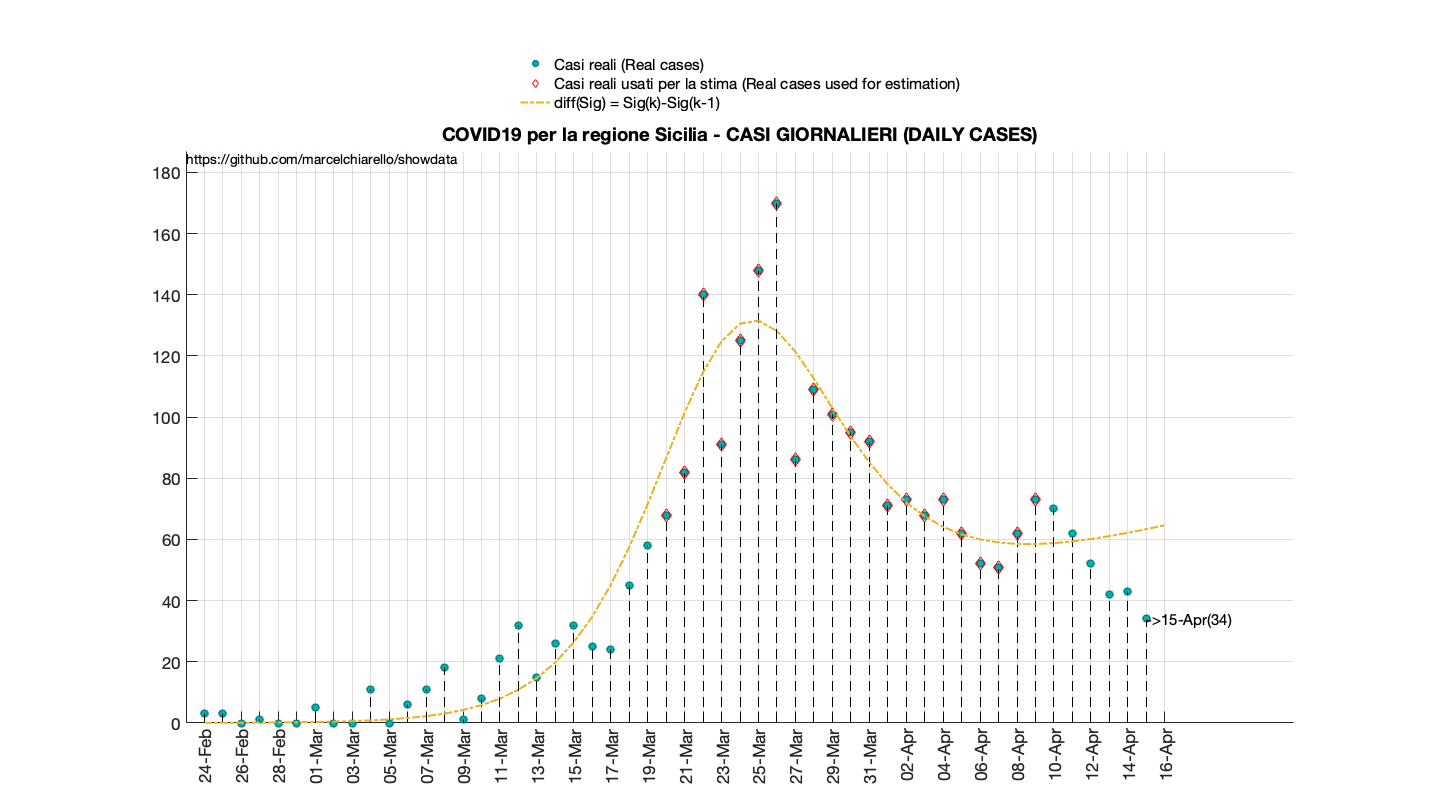 Casi reali (Real cases)
Casi reali usati per la stima (Real cases used for estimation)
diff(Sig) = Sig(k)-Sig(k-1)
COVID19 per la regione Sicilia - CASI GIORNALIERI (DAILY CASES)
https://github.com/marcelchiarello/showdata
180
160
140
120
100
80
60
40
20
0
->15-Apr(34)
24-Feb
26-Feb
28-Feb
01-Mar
03-Mar
05-Mar
07-Mar
09-Mar
11-Mar
13-Mar
15-Mar
17-Mar
19-Mar
21-Mar
23-Mar
25-Mar
27-Mar
29-Mar
31-Mar
02-Apr
04-Apr
06-Apr
08-Apr
10-Apr
12-Apr
14-Apr
16-Apr